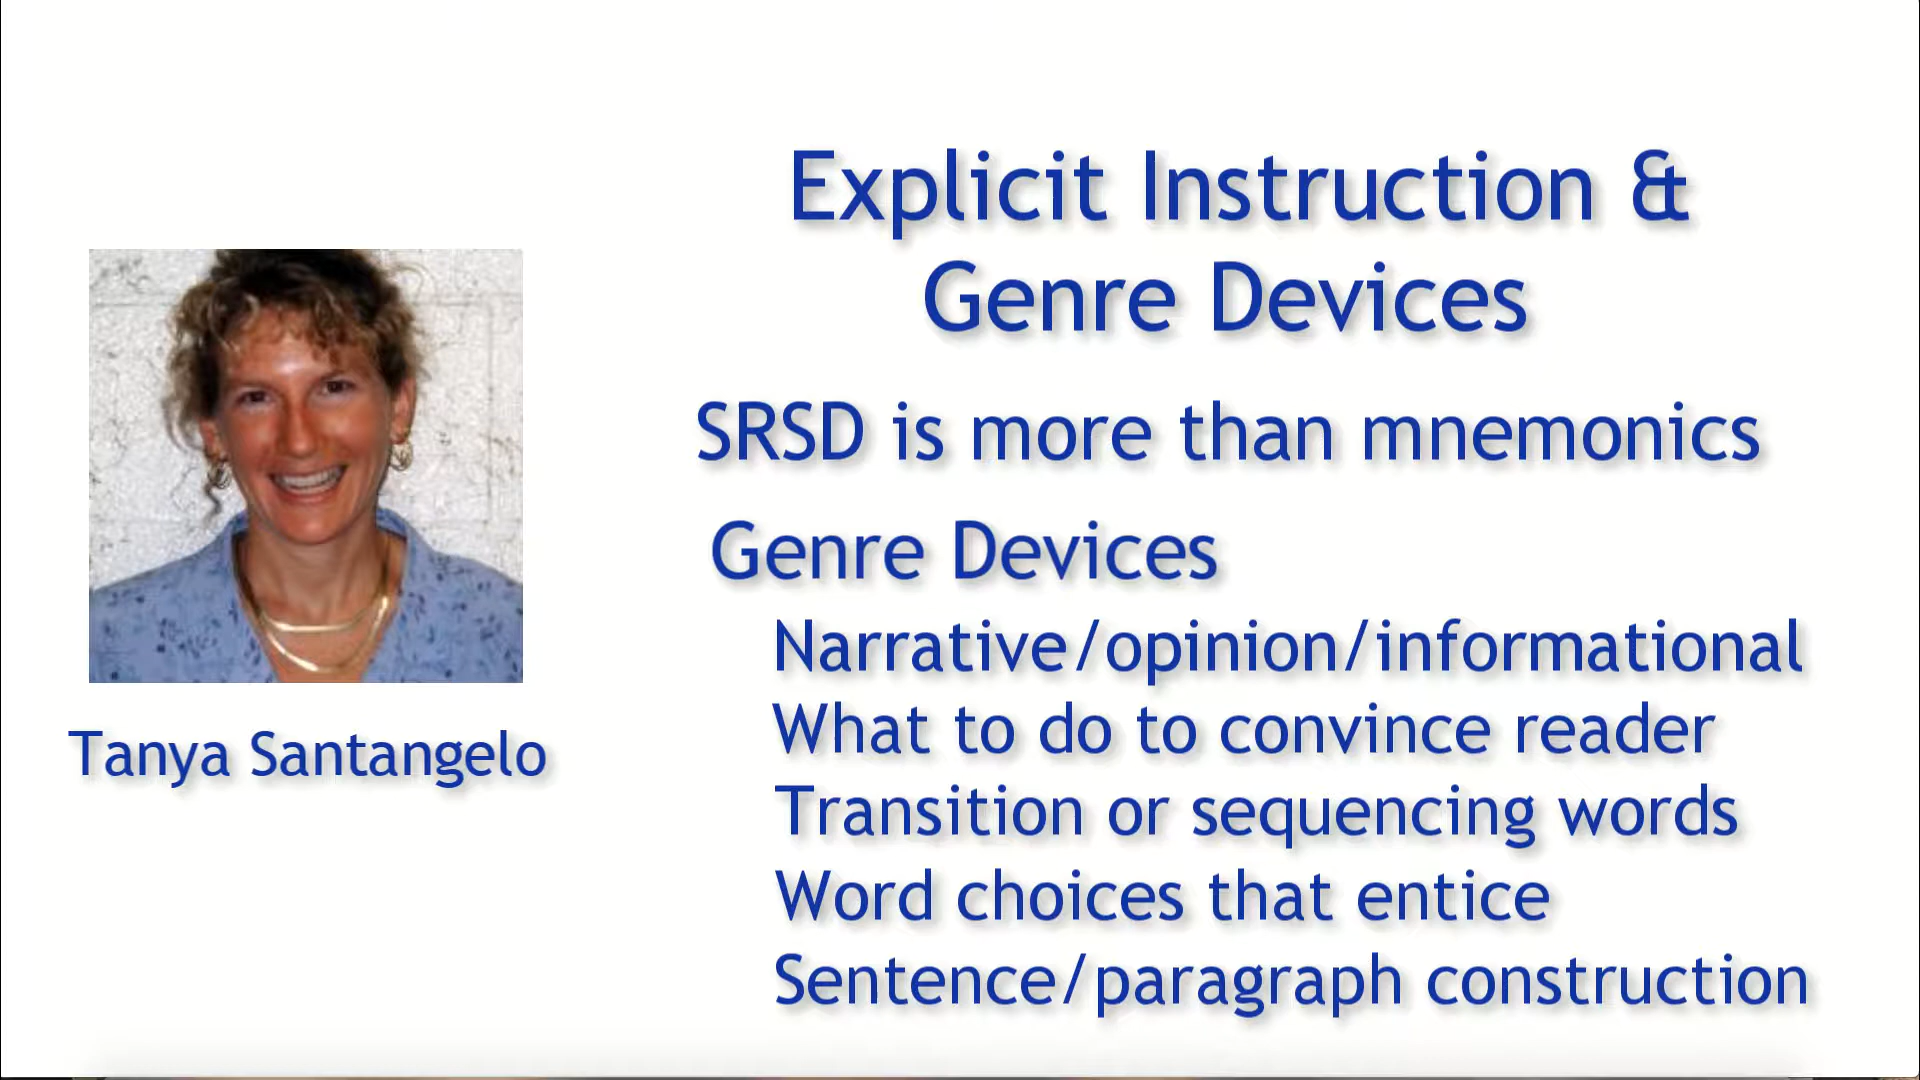 Explicit Instruction &
Genre Devices
SRSD is more than mnemonics
Genre Devices
Narrative/opinion/informational
What to do to convince reader
Transition or sequencing words
Word choices that entice
Sentence/paragraph construction
Tanya Santangelo